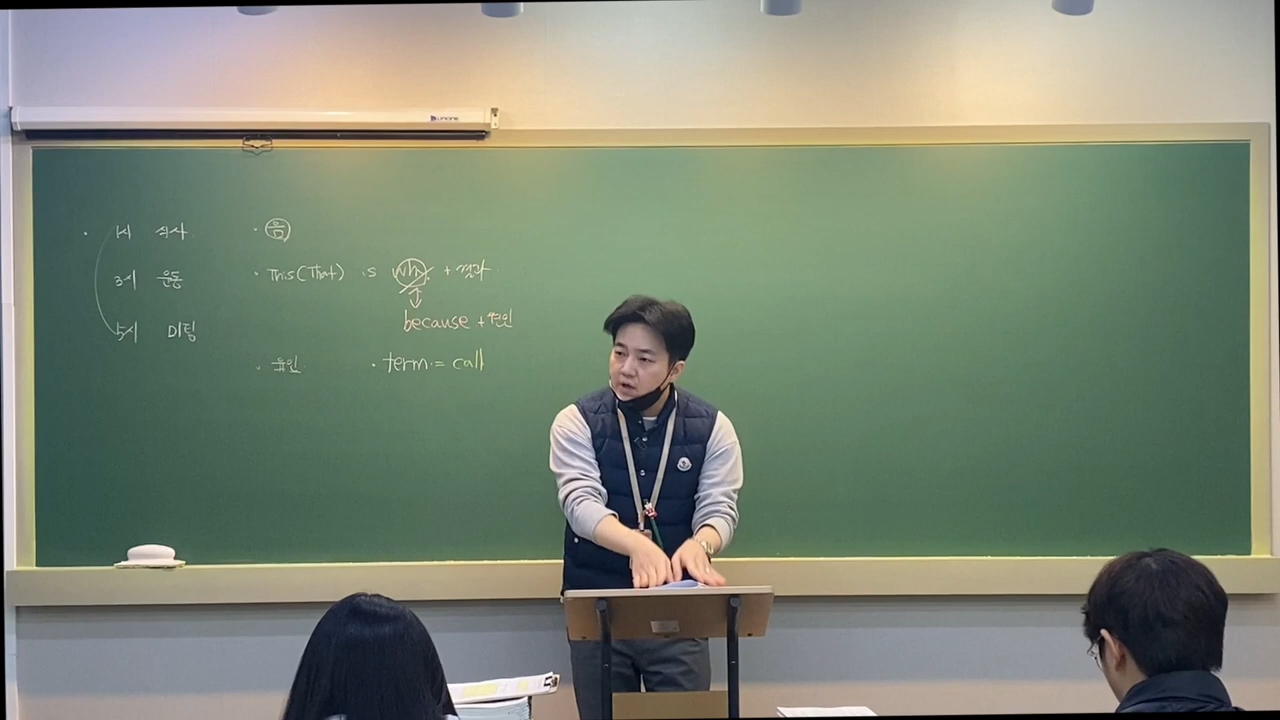 · 1시 식사
3시 운동
5시 미팅
· 음
· This(That) is why + 결과
because + 원인
· 유인 · term = call